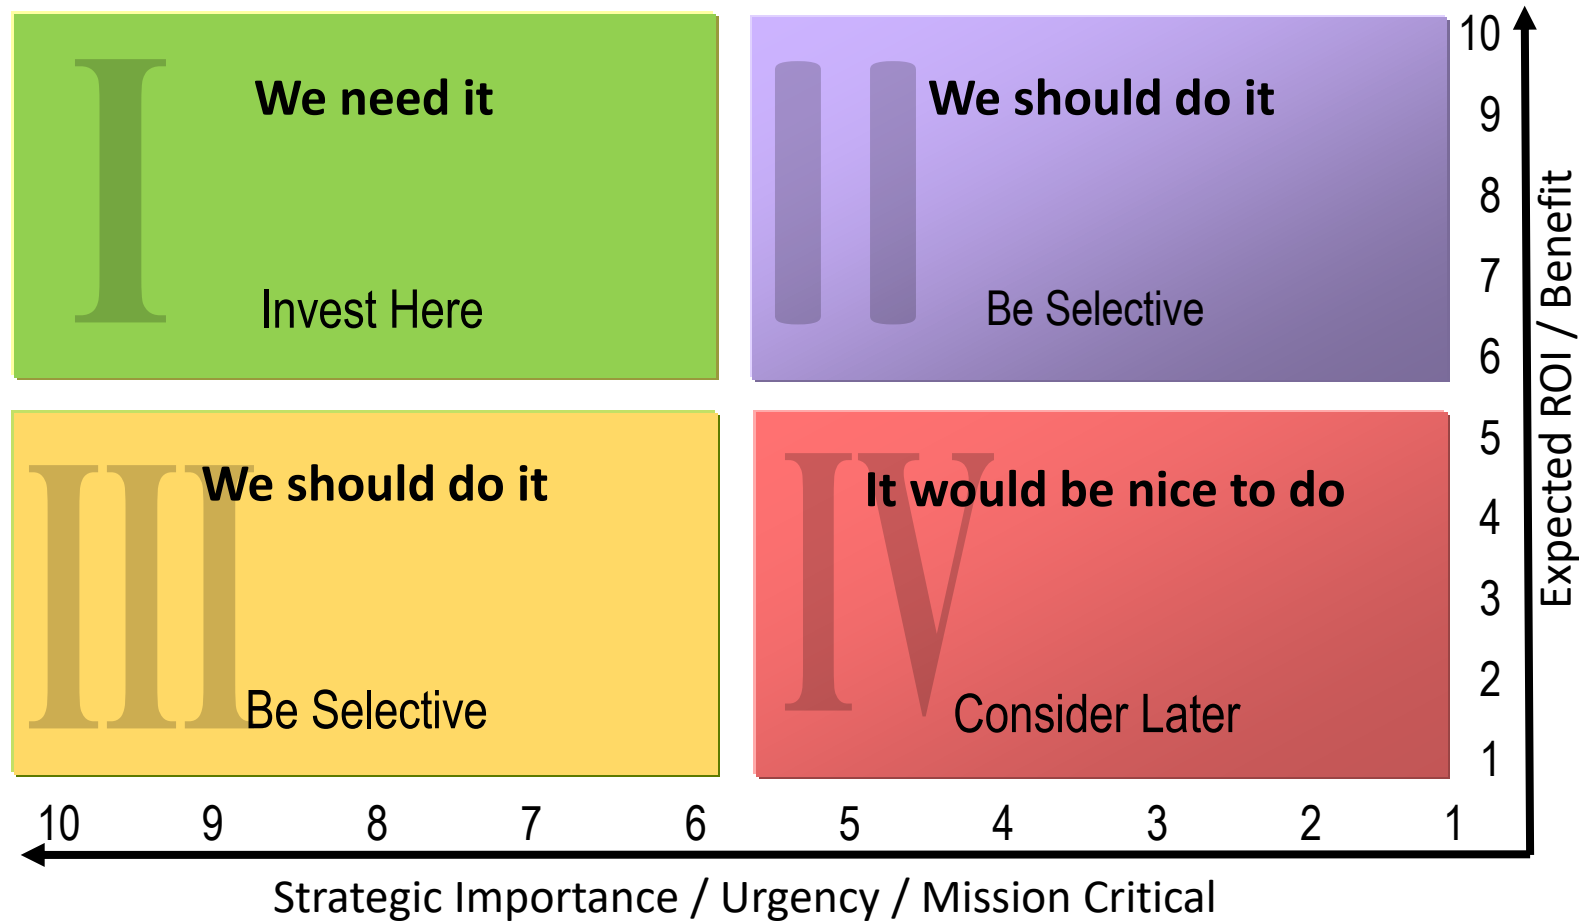 I
We need it
Invest Here
II
We should do it
Be Selective
III
We should do it
Be Selective
IV
It would be nice to do
Consider Later
10
9
8
7
6
5
4
3
2
1
Expected ROI / Benefit
10 9 8 7 6 5 4 3 2 1
Strategic Importance / Urgency / Mission Critical